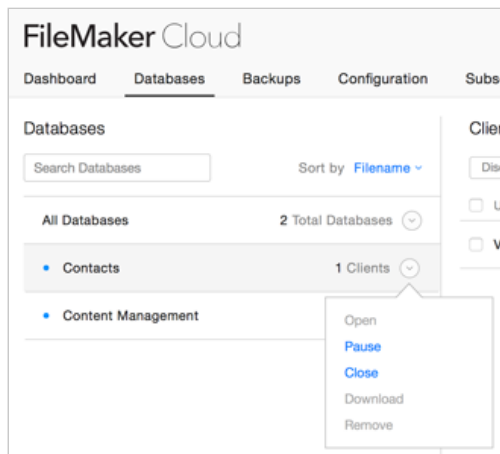 FileMaker Cloud
Dashboard Databases Backups Configuration
Databases
Search Databases Sort by Filename
All Databases 2 Total Databases
Contacts 1 Clients
Content Management
Open
Pause
Close
Download
Remove